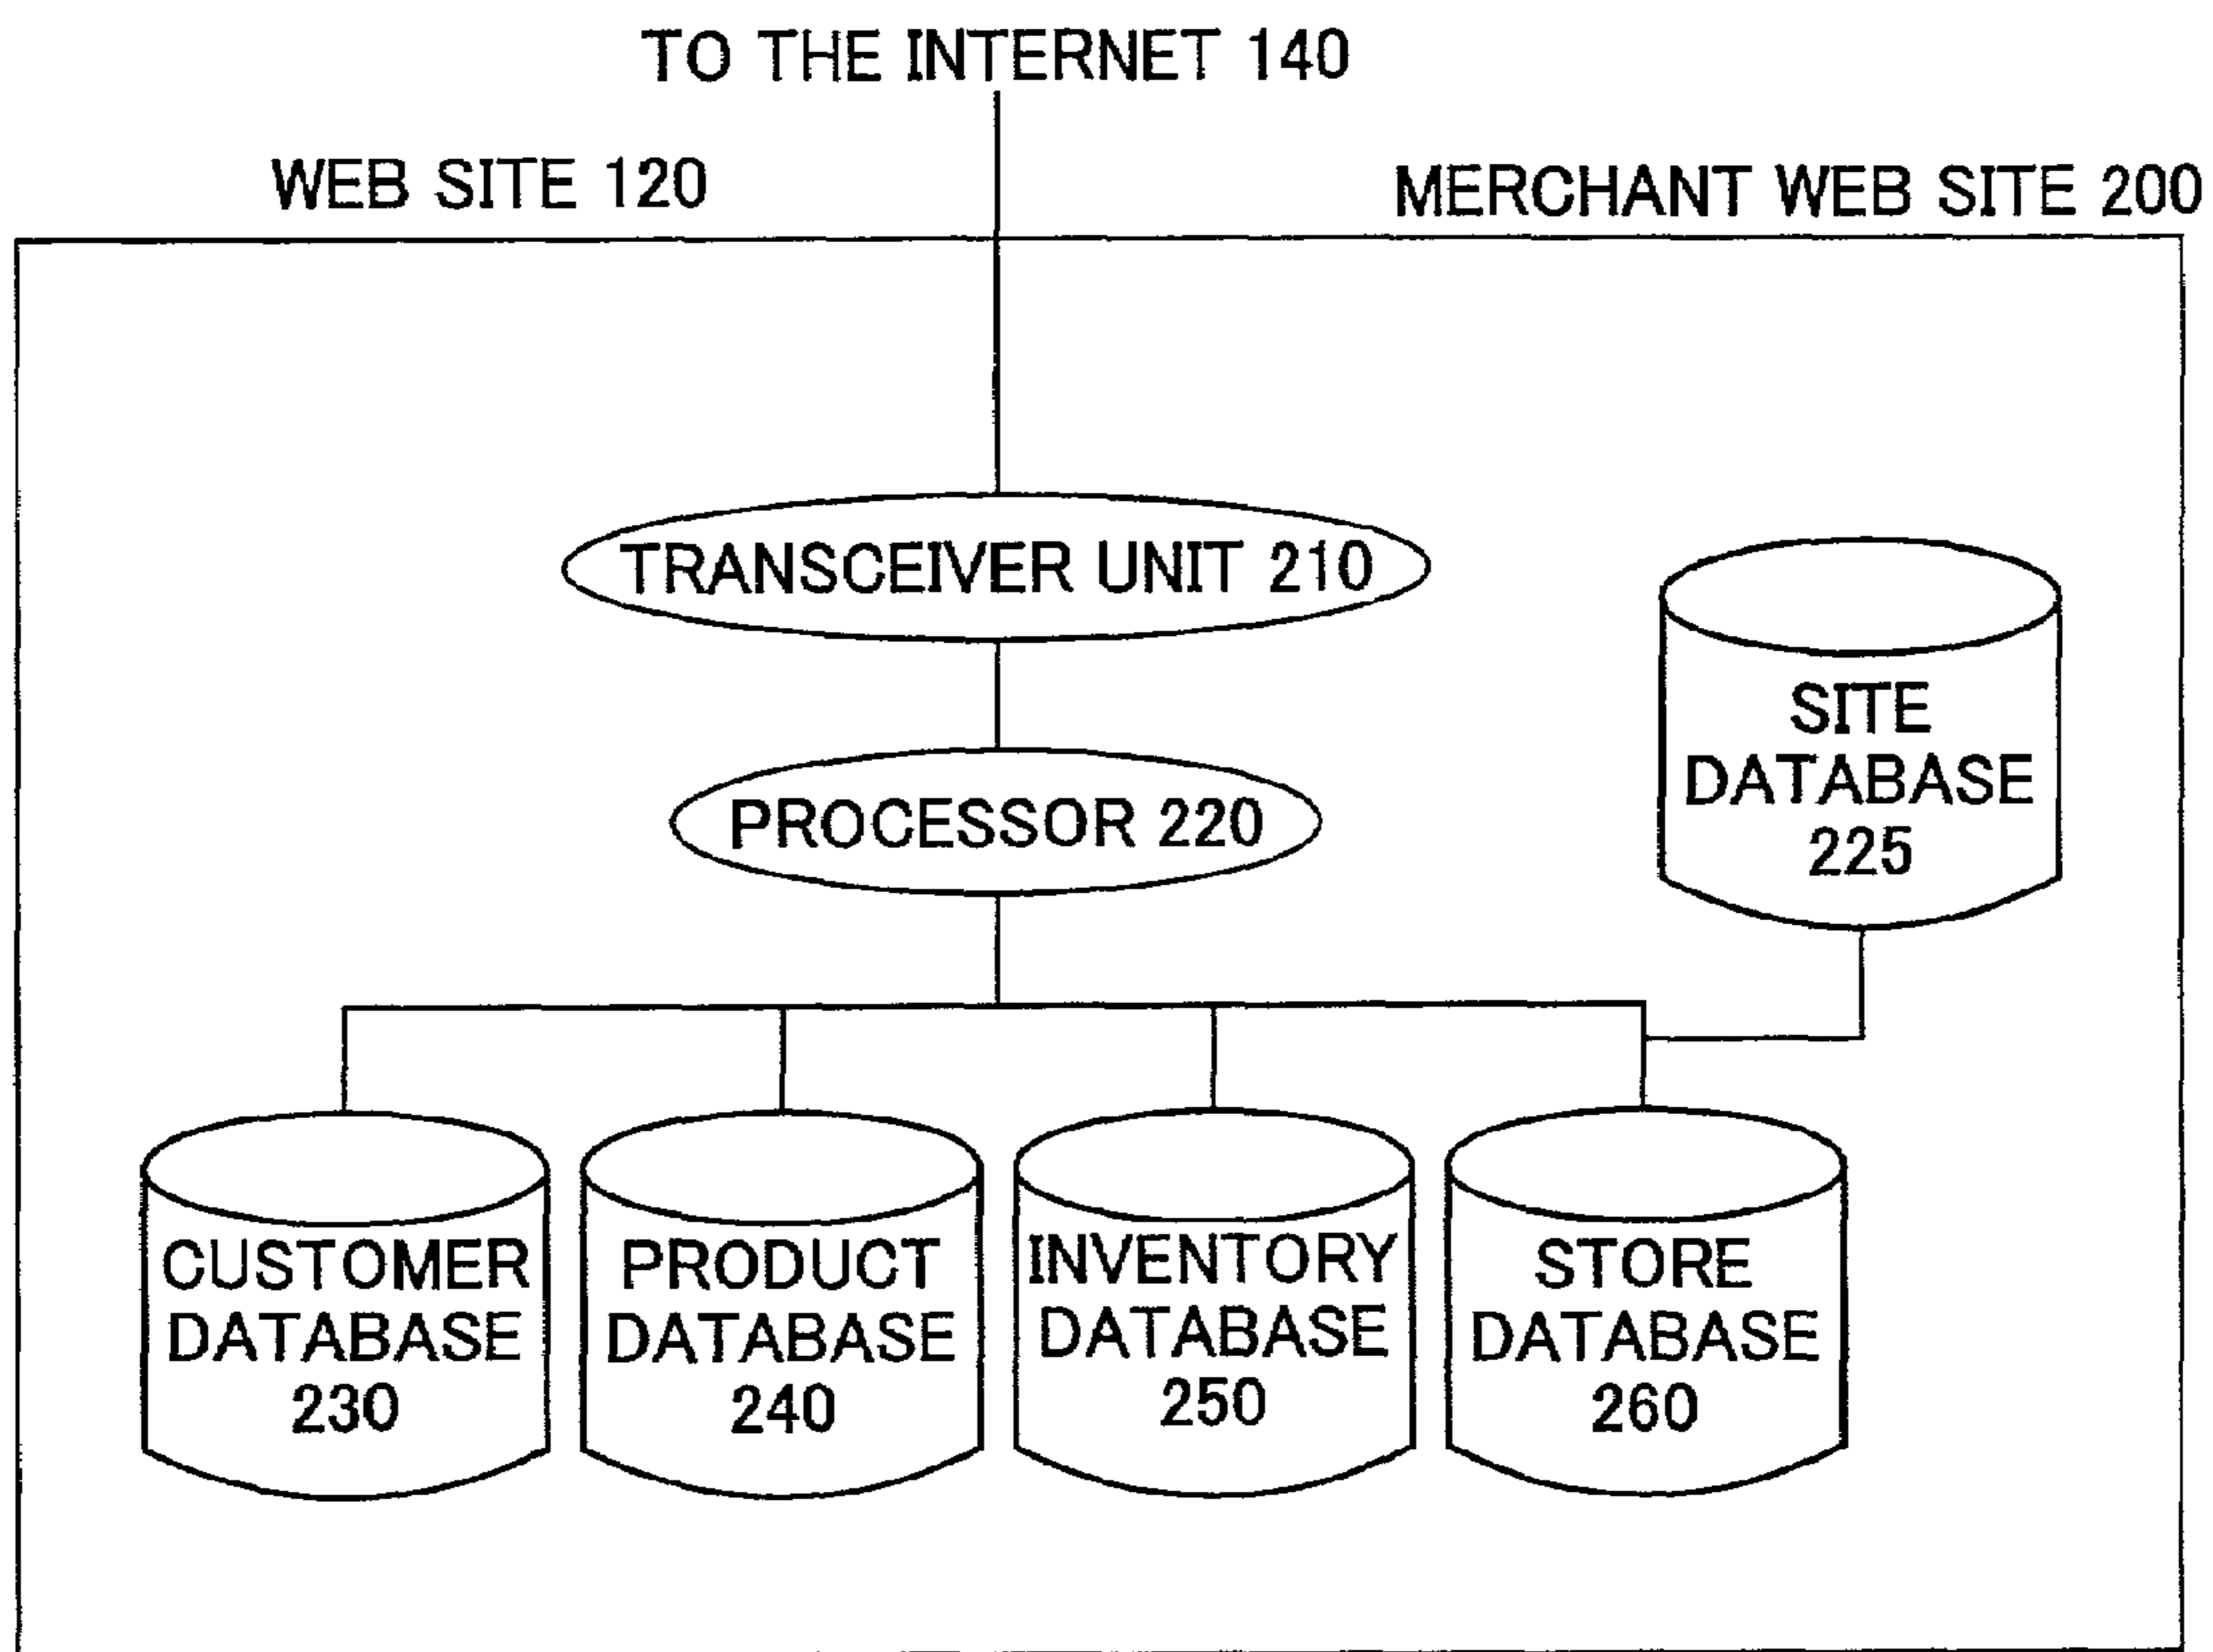 TO THE INTERNET 140
WEB SITE 120
MERCHANT WEB SITE 200
TRANSCEIVER UNIT 210
SITE
DATABASE
225
PROCESSOR 220
CUSTOMER
DATABASE
230
PRODUCT
DATABASE
240
INVENTORY
DATABASE
250
STORE
DATABASE
260